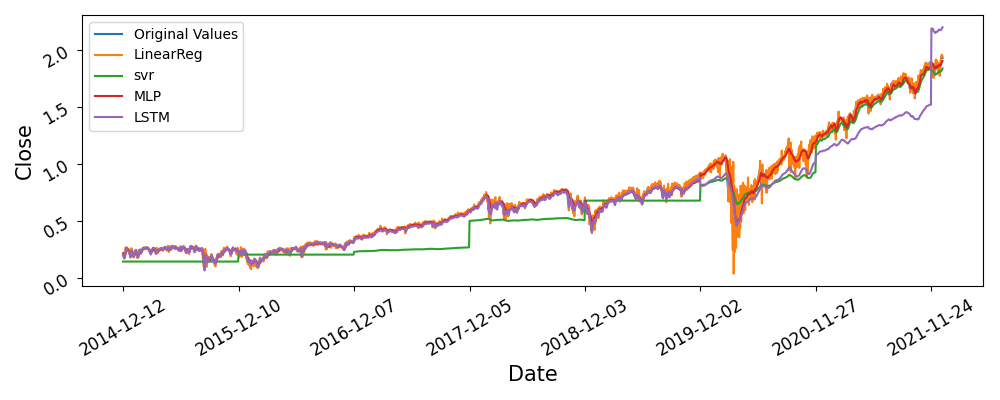 Original Values
LinearReg
svr
MLP
LSTM
Close
2.0
1.5
1.0
0.5
0.0
2014-12-12
2015-12-10
2016-12-07
2017-12-05
2018-12-03
2019-12-02
2020-11-27
2021-11-24
Date